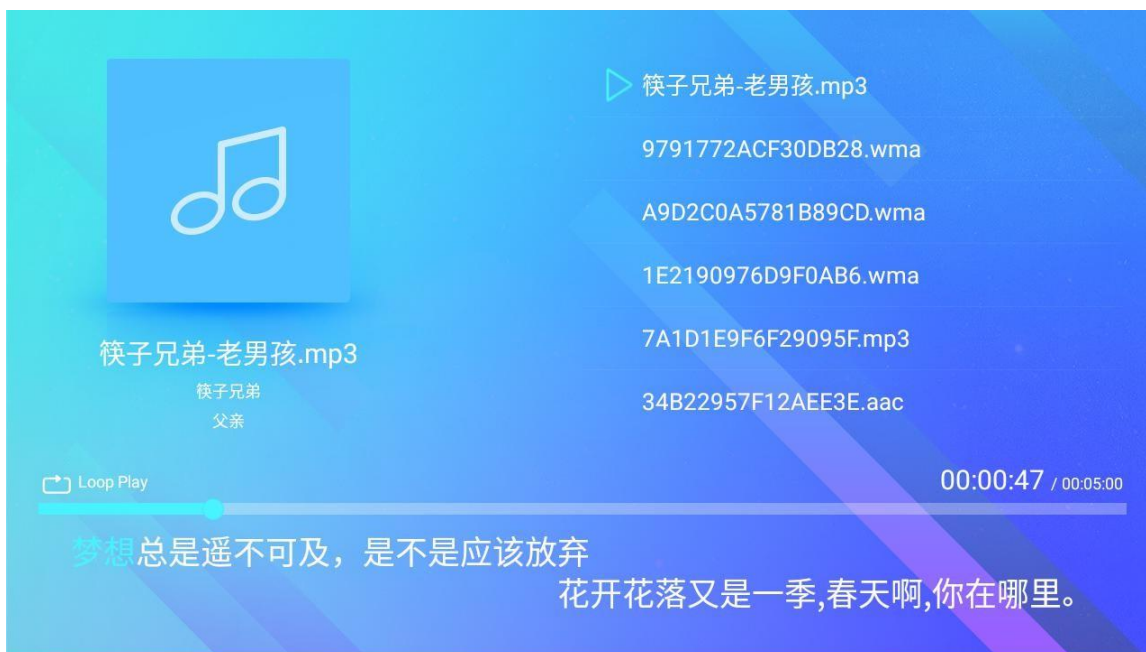 筷子兄弟-老男孩.mp3
9791772ACF30DB28.wma
A9D2C0A5781B89CD.wma
1E2190976D9F0AB6.wma
7A1D1E9F6F29095F.mp3
34B22957F12AEE3E.aac
筷子兄弟-老男孩.mp3
筷子兄弟
父亲
Loop Play
00:00:47 / 00:05:00
梦想总是遥不可及，是不是应该放弃
花开花落又是一季,春天啊,你在哪里。